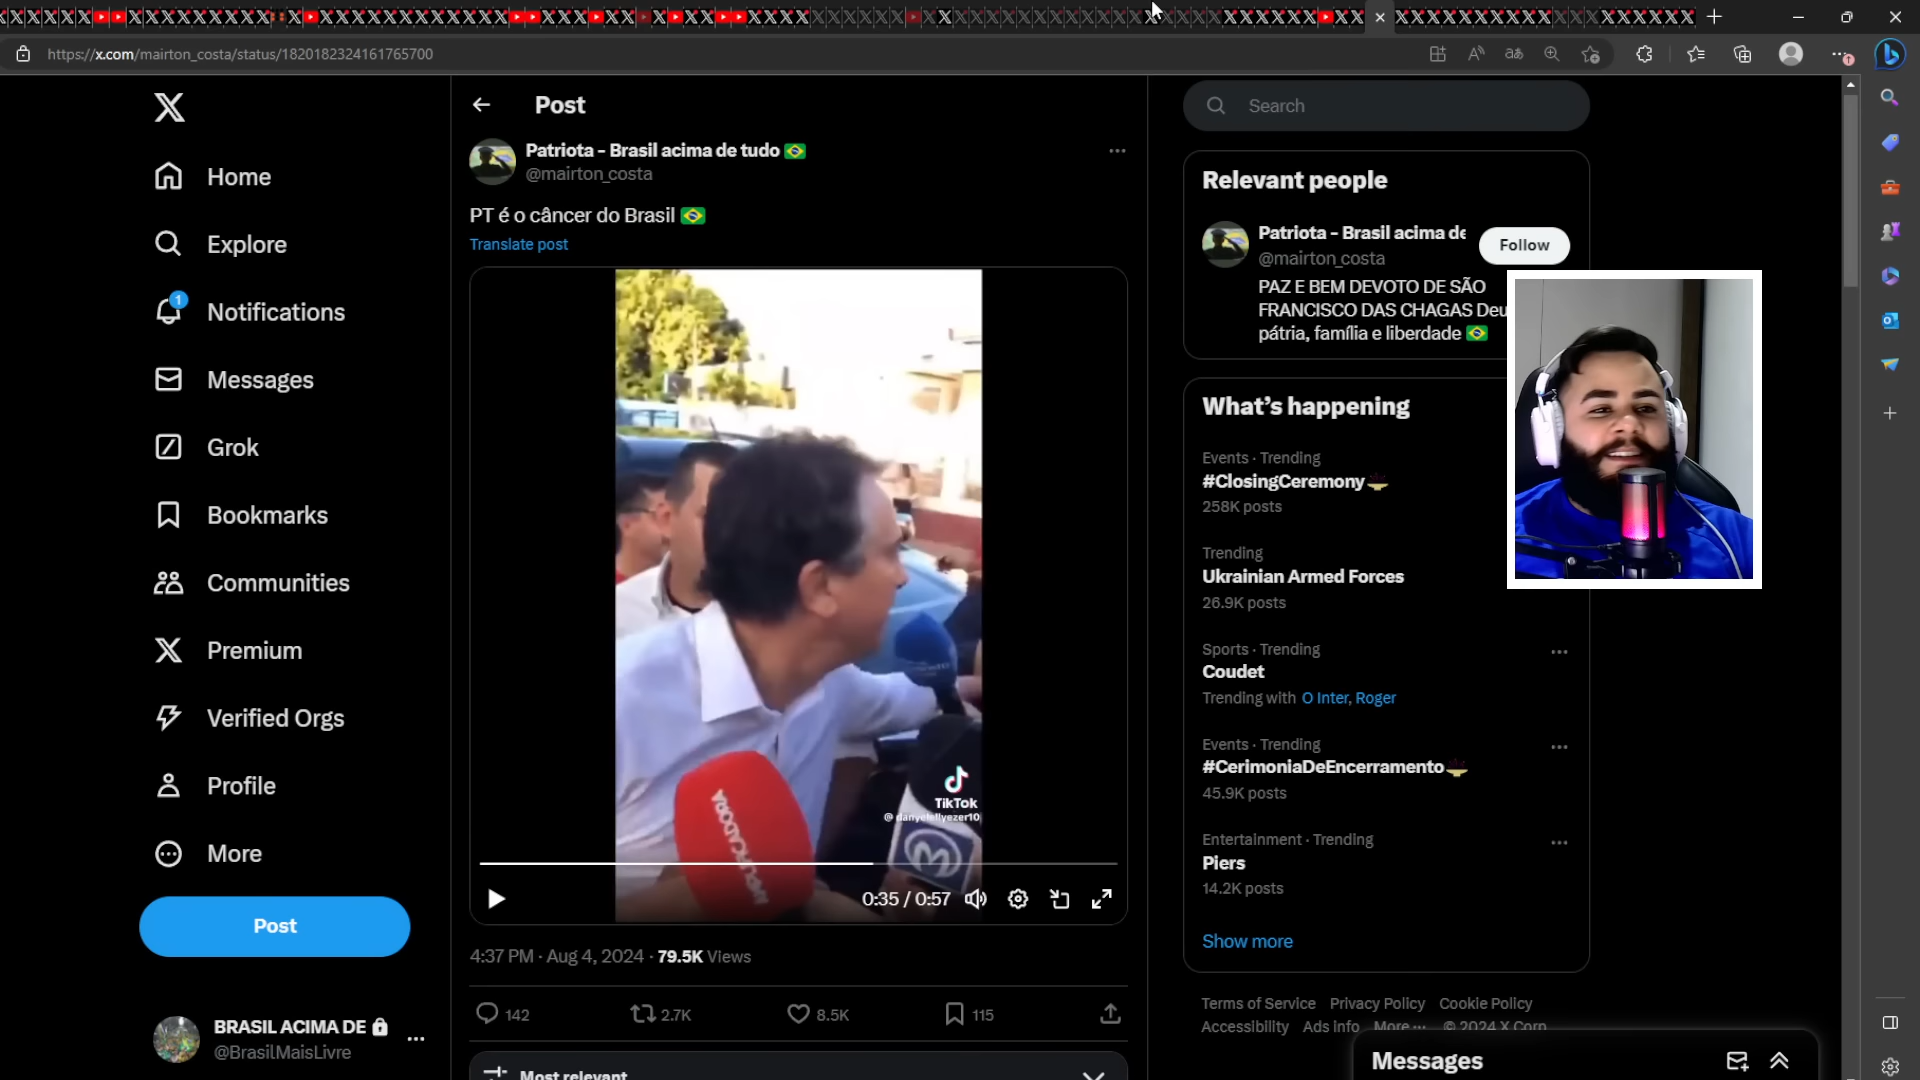 https://x.com/mairton_costa/status/1820182324161765700
Home
Explore
1
Notifications
Messages
Grok
Bookmarks
Communities
Premium
Verified Orgs
Profile
More
Post
BRASIL ACIMA DE
@BrasilMaisLivre
Post
Patriota - Brasil acima de tudo
@mairton_costa
PT é o câncer do Brasil
Translate post
TikTok
0:35 / 0:57
4:37 PM · Aug 4, 2024 · 79.5K Views
142
2.7K
8.5K
115
Most relevant
Search
Relevant people
Patriota - Brasil acima de
@mairton_costa
Follow
PAZ E BEM DEVOTO DE SÃO
FRANCISCO DAS CHAGAS Deu
pátria, família e liberdade
What's happening
Events · Trending
#ClosingCeremony
258K posts
Trending
Ukrainian Armed Forces
26.9K posts
Sports · Trending
Coudet
Trending with O Inter, Roger
Events · Trending
#CerimoniaDeEncerramento
45.9K posts
Entertainment · Trending
Piers
14.2K posts
Show more
Terms of Service Privacy Policy Cookie Policy
Accessibility Ads info More ··· © 2024 X Corp
Messages